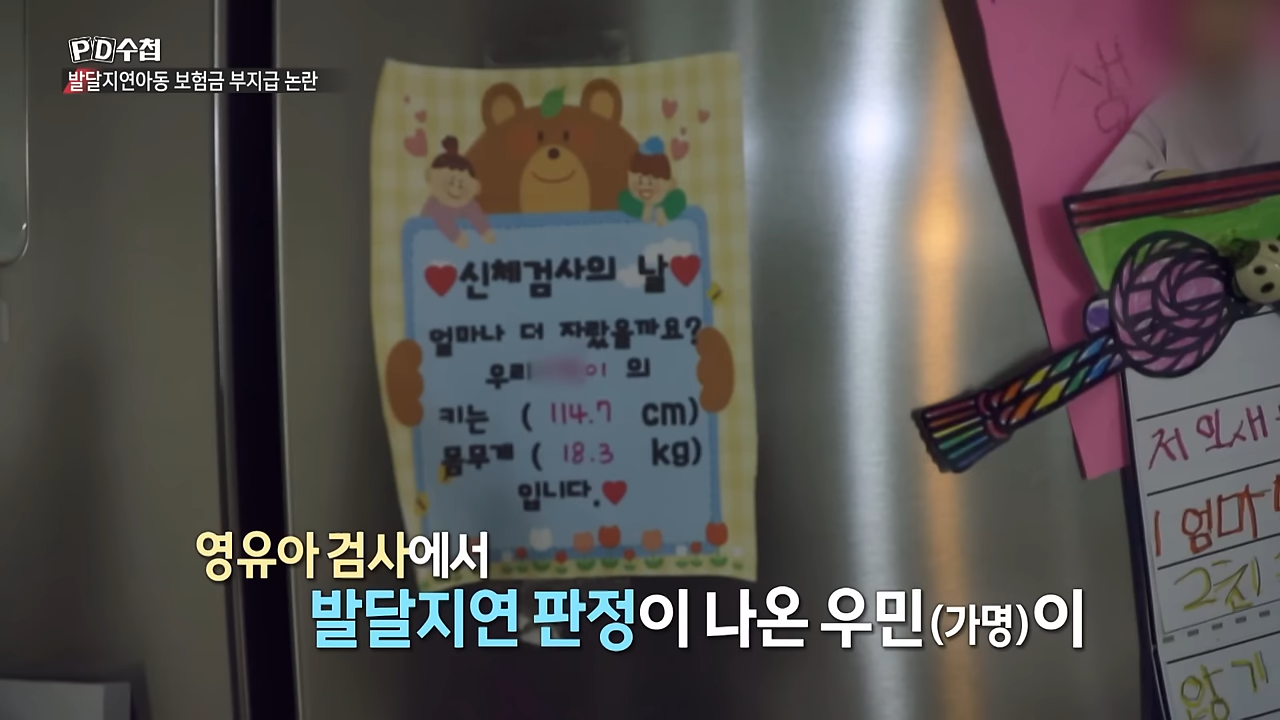 PD수첩
발달지연아동 보험금 부지급 논란
♥신체검사의 날♥
얼마나 더 자랐을까요?
우리 이 의
키는 ( 114.7 cm)
몸무게 ( 18.3 kg)
입니다.♥
영유아 검사에서
발달지연 판정이 나온 우민(가명)이
엄마